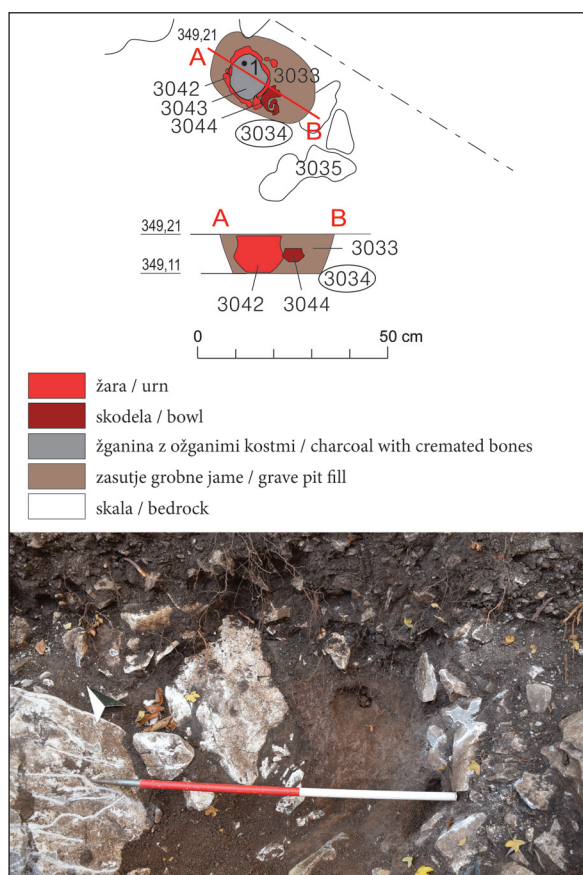 349,21
A
1
3033
3042
3043
3044
3034
B
3035
A
B
349,21
3033
349,11
3034
3042
3044
0
50 cm
žara / urn
skodela / bowl
žganina z ožganimi kostmi / charcoal with cremated bones
zasutje grobne jame / grave pit fill
skala / bedrock